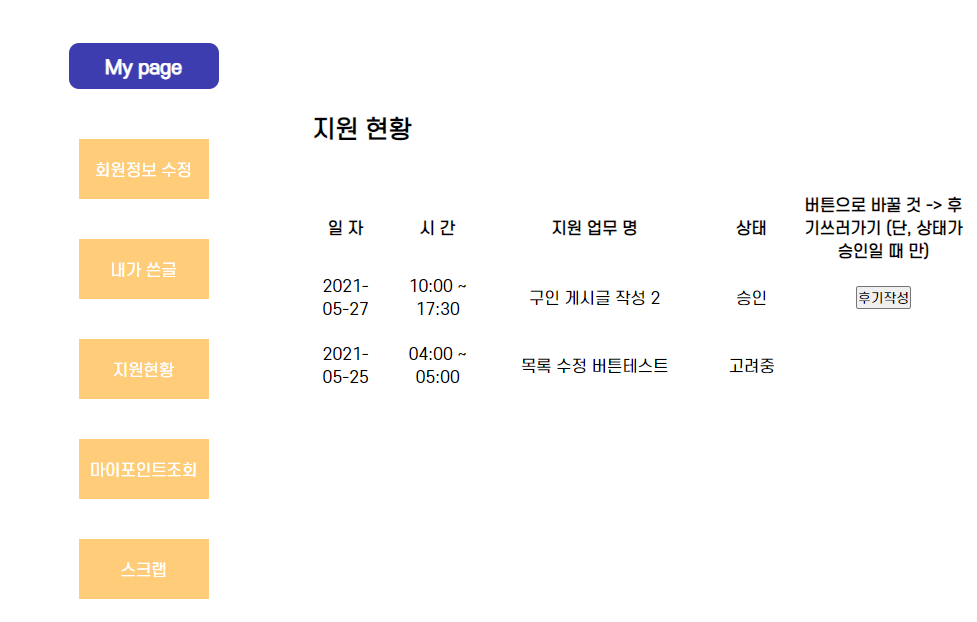 My page
회원정보 수정
내가 쓴글
지원현황
마이포인트조회
스크랩
지원 현황
일 자
시 간
지원 업무 명
상태
버튼으로 바꿀 것 -> 후
기쓰러가기 (단, 상태가
승인일 때 만)
2021-
05-27
10:00 ~
17:30
구인 게시글 작성 2
승인
후기작성
2021-
05-25
04:00 ~
05:00
목록 수정 버튼테스트
고려중